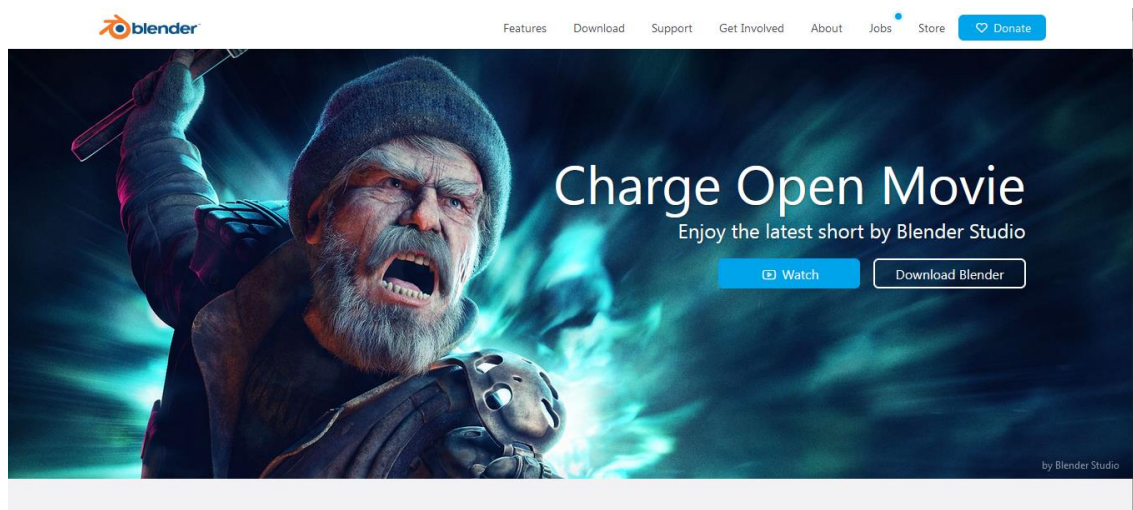 blender
Features Download Support Get Involved About Jobs Store Donate
Charge Open Movie
Enjoy the latest short by Blender Studio
Watch Download Blender
by Blender Studio